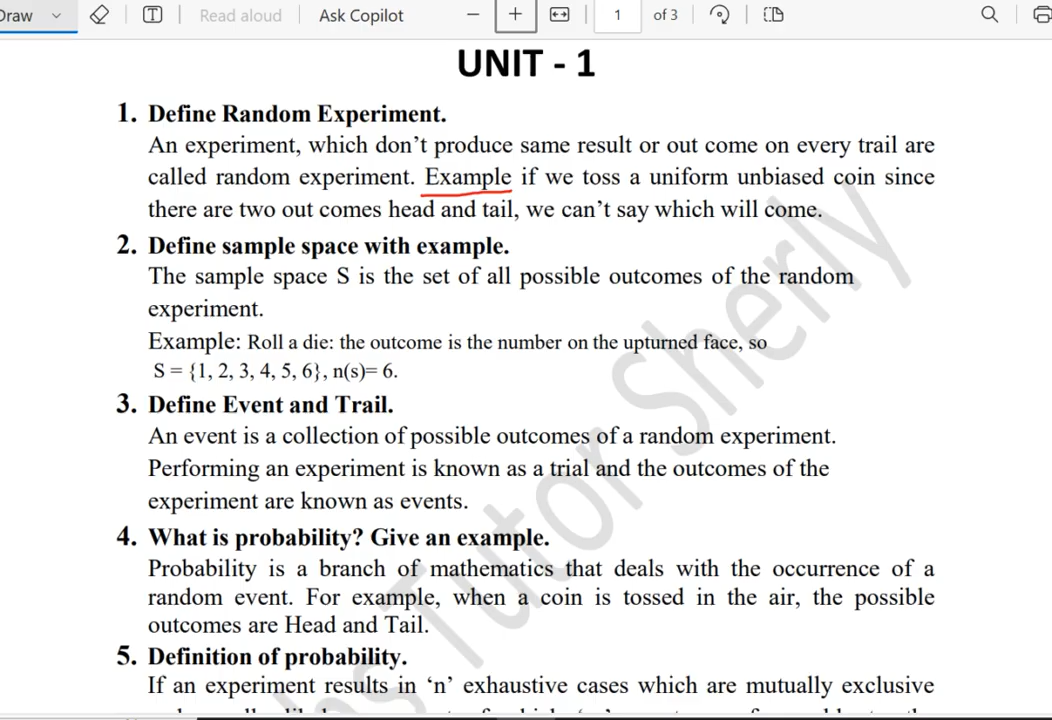 Draw
Read aloud
Ask Copilot
1 of 3
UNIT - 1
1. Define Random Experiment.
An experiment, which don't produce same result or out come on every trail are
called random experiment. Example if we toss a uniform unbiased coin since
there are two out comes head and tail, we can't say which will come.
2. Define sample space with example.
The sample space S is the set of all possible outcomes of the random
experiment.
Example: Roll a die: the outcome is the number on the upturned face, so
S = {1, 2, 3, 4, 5, 6}, n(s)= 6.
3. Define Event and Trail.
An event is a collection of possible outcomes of a random experiment.
Performing an experiment is known as a trial and the outcomes of the
experiment are known as events.
4. What is probability? Give an example.
Probability is a branch of mathematics that deals with the occurrence of a
random event. For example, when a coin is tossed in the air, the possible
outcomes are Head and Tail.
5. Definition of probability.
If an experiment results in 'n' exhaustive cases which are mutually exclusive
Tutor Sherly